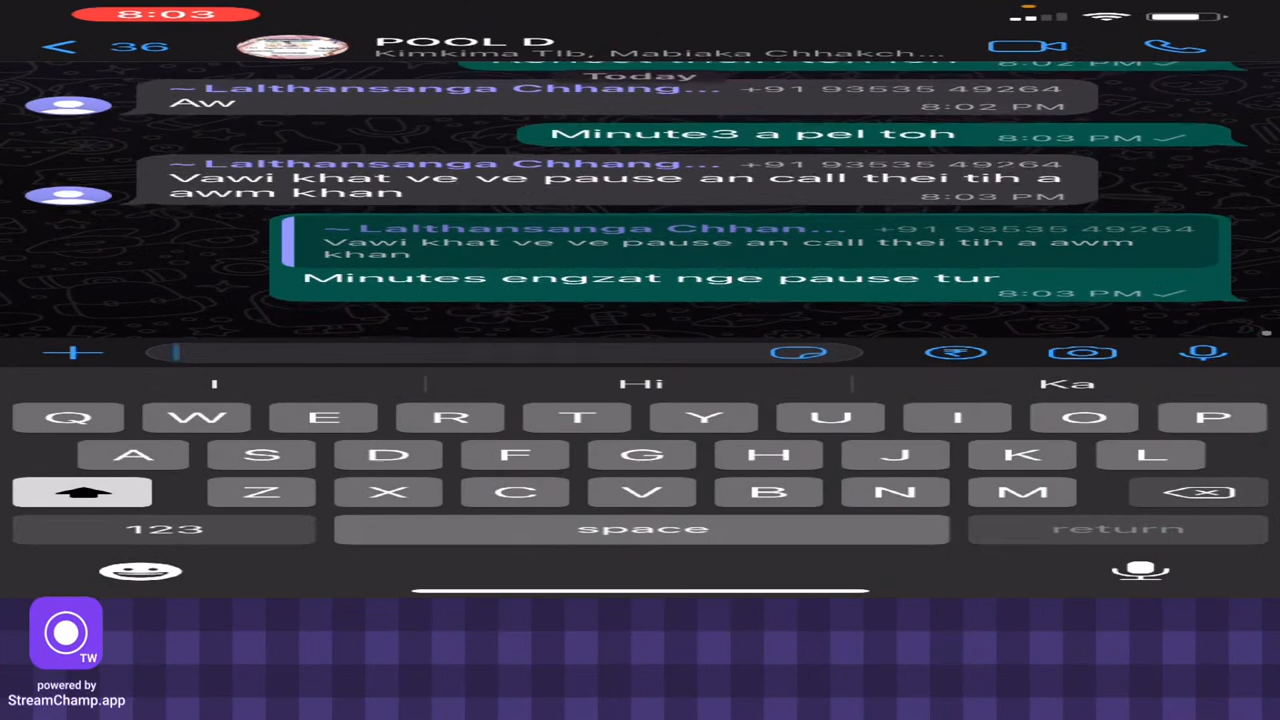 8:03
36
POOL D
Kimkima Tlb, Mabiaka Chhakch...
8:02 PM
Today
~ Lalthansanga Chhang... +91 93535 49264
Aw
8:02 PM
Minute3 a pel toh
8:03 PM
~ Lalthansanga Chhang... +91 93535 49264
Vawi khat ve ve pause an call thei tih a
awm khan
8:03 PM
~ Lalthansanga Chhan... +91 93535 49264
Vawi khat ve ve pause an call thei tih a awm
khan
Minutes engzat nge pause tur
8:03 PM
I Hi Ka
Q W E R T Y U I O P
A S D F G H J K L
Z X C V B N M
123 space return
TW
powered by
StreamChamp.app